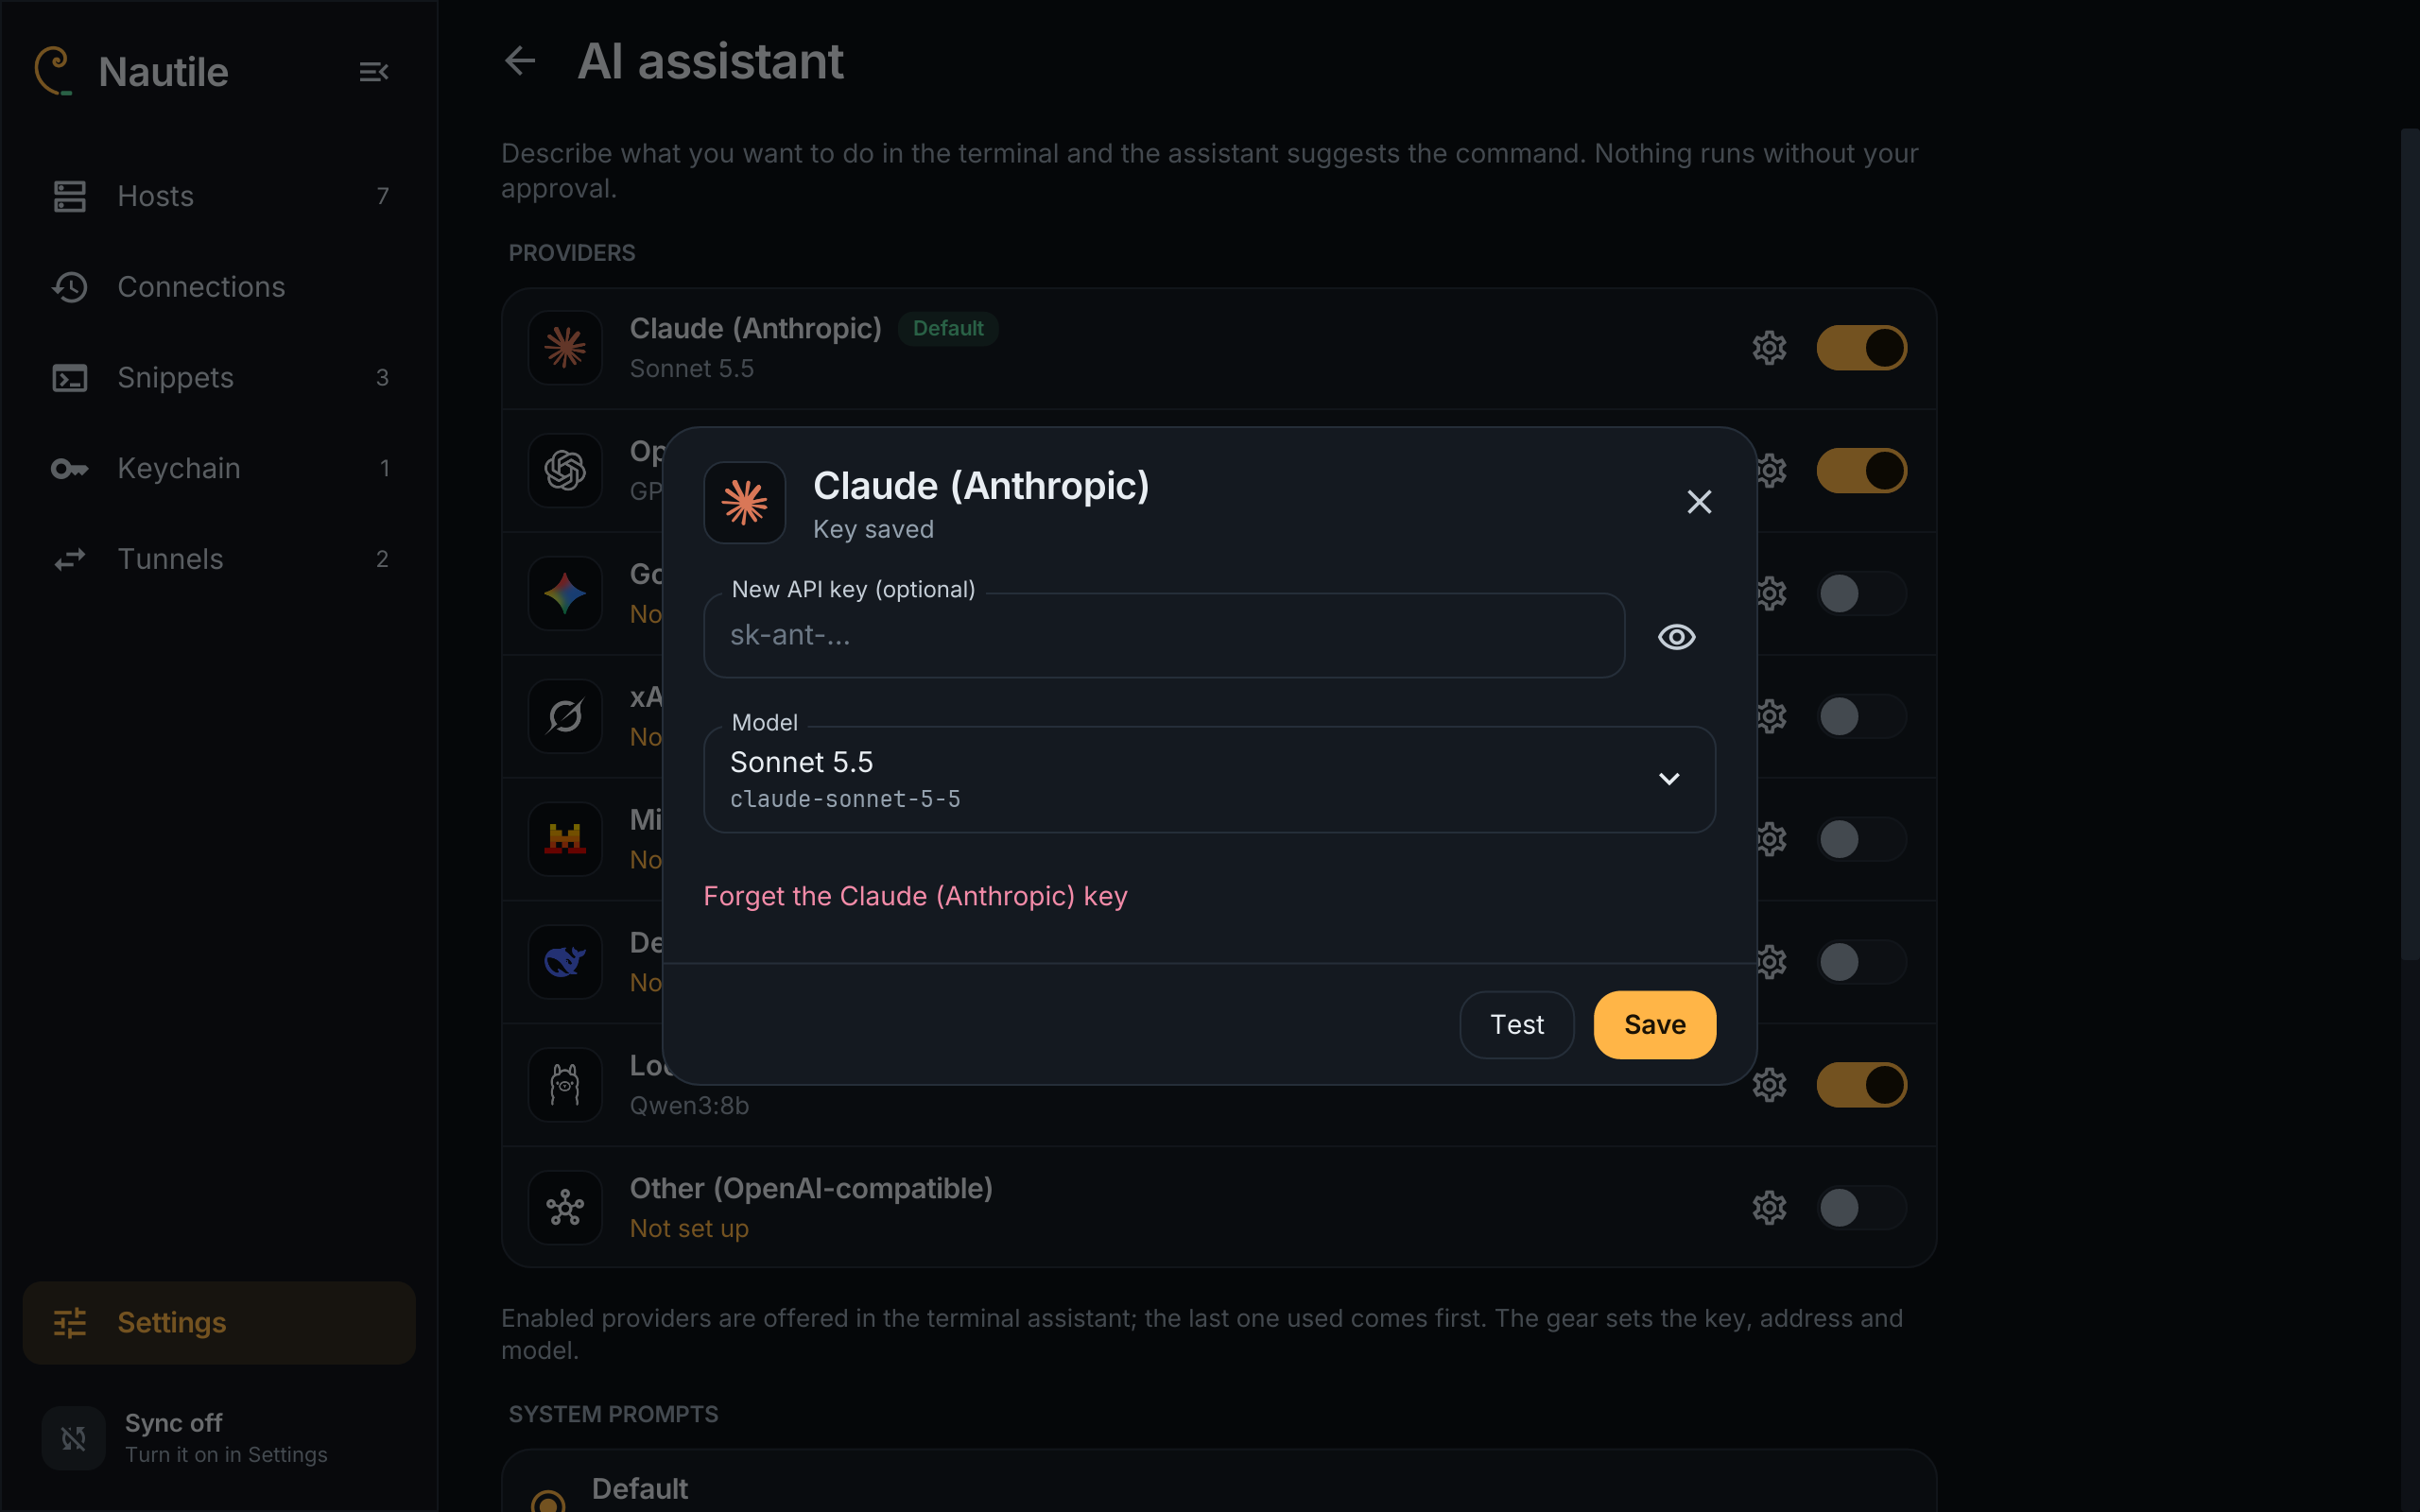 Nautile
Hosts 7
Connections
Snippets 3
Keychain 1
Tunnels 2
Settings
Sync off
Turn it on in Settings
AI assistant
Describe what you want to do in the terminal and the assistant suggests the command. Nothing runs without your
approval.
PROVIDERS
Claude (Anthropic) Default
Sonnet 5.5
Claude (Anthropic)
Key saved
New API key (optional)
sk-ant-...
Model
Sonnet 5.5
claude-sonnet-5-5
Forget the Claude (Anthropic) key
Test Save
Qwen3:8b
Other (OpenAI-compatible)
Not set up
Enabled providers are offered in the terminal assistant; the last one used comes first. The gear sets the key, address and
model.
SYSTEM PROMPTS
Default